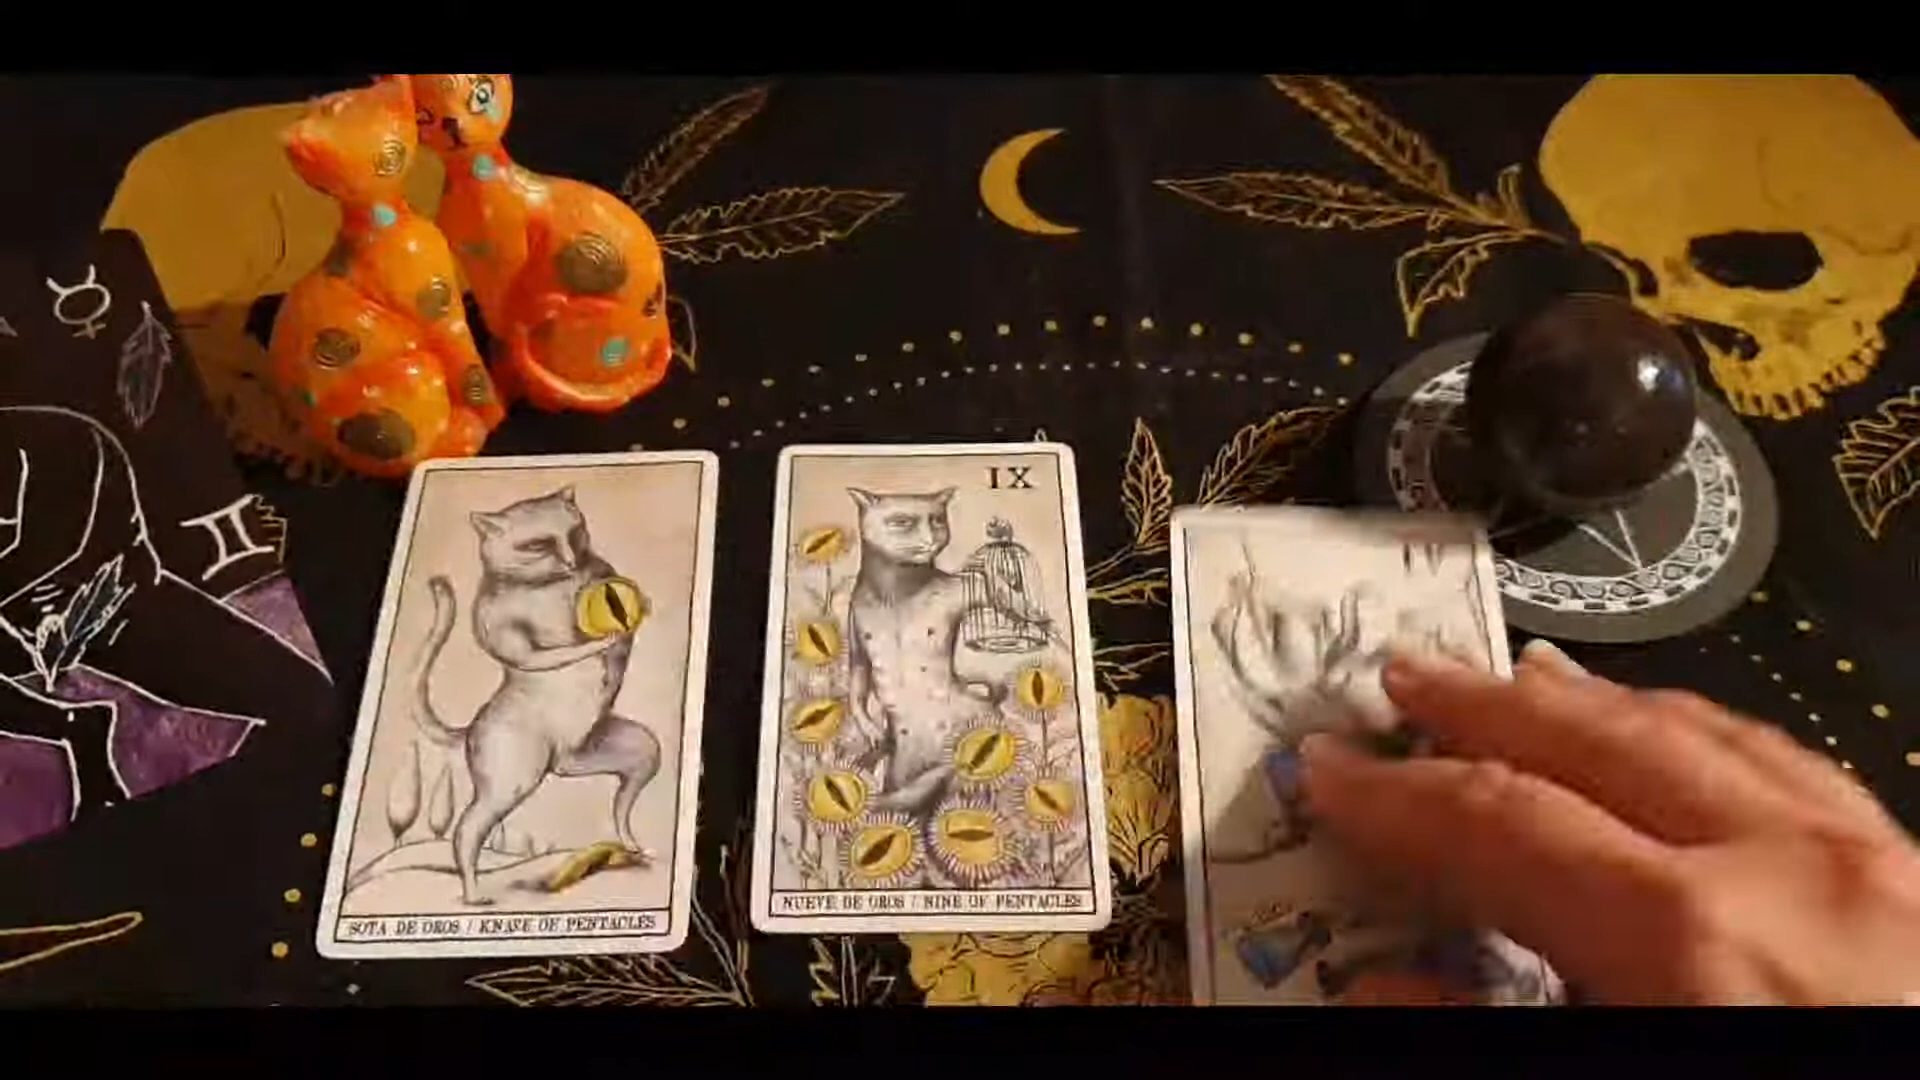 IX
SOTA DE OROS / KNAVE OF PENTACLES
NUEVE DE OROS / NINE OF PENTACLES